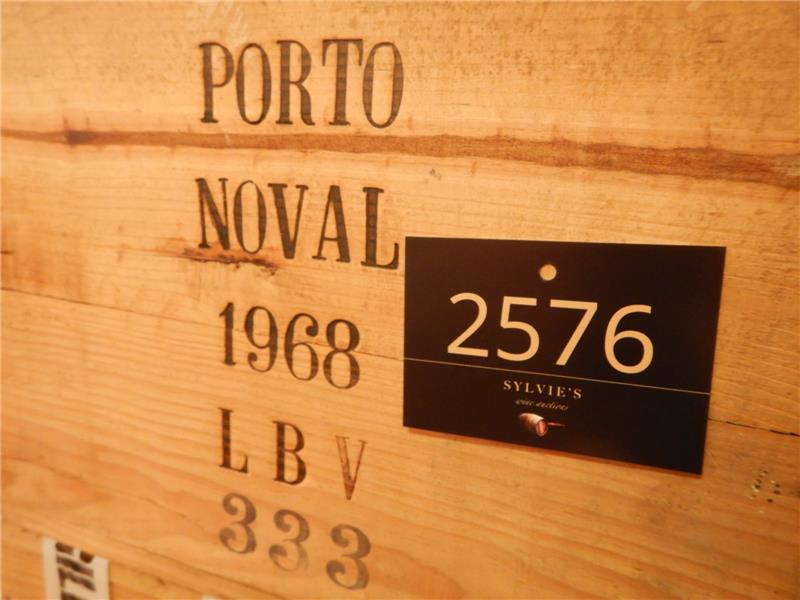 PORTO
NOVAL
1968
LBV
333
2576
SYLVIE'S
wine auctions